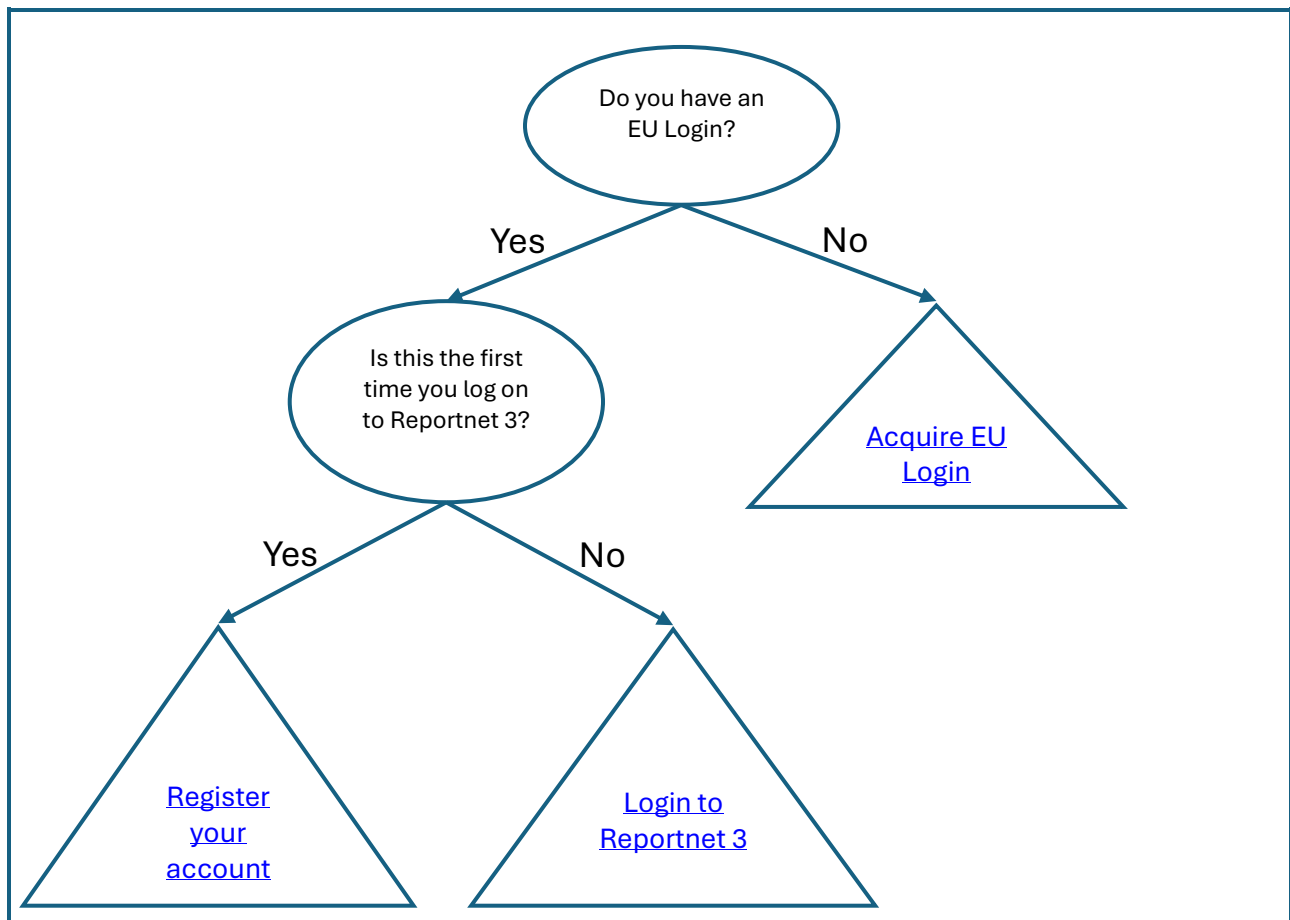 Do you have an
EU Login?
Yes
No
Is this the first
time you log on
to Reportnet 3?
Acquire EU
Login
Yes
No
Register
your
account
Login to
Reportnet 3